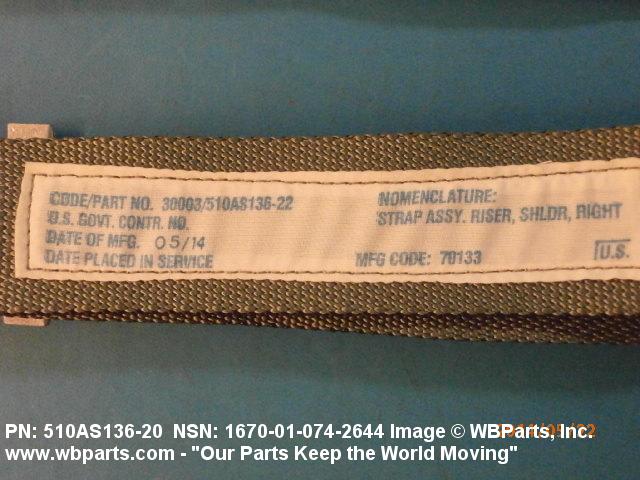 CODE/PART NO. 30003/510AS136-22
U.S. GOVT. CONTR. NO.
DATE OF MFG. 05/14
DATE PLACED IN SERVICE
NOMENCLATURE:
STRAP ASSY. RISER, SHLDR, RIGHT
MFG CODE: 70133
U.S.
PN: 510AS136-20 NSN: 1670-01-074-2644 Image © WBParts, Inc.
www.wbparts.com - "Our Parts Keep the World Moving"